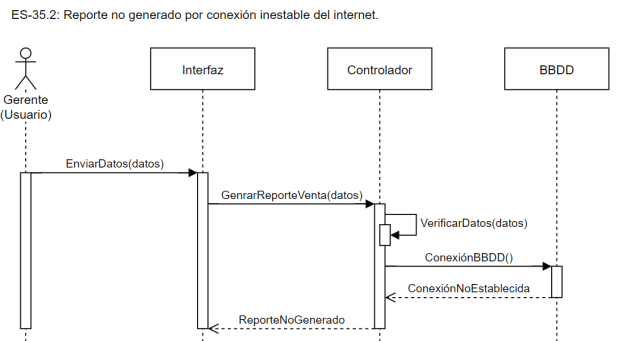 ES-35.2: Reporte no generado por conexión inestable del internet.
Interfaz
Controlador
BBDD
Gerente
(Usuario)
EnviarDatos(datos)
GenrarReporteVenta(datos)
VerificarDatos(datos)
ConexiónBBDD()
ConexiónNoEstablecida
ReporteNoGenerado